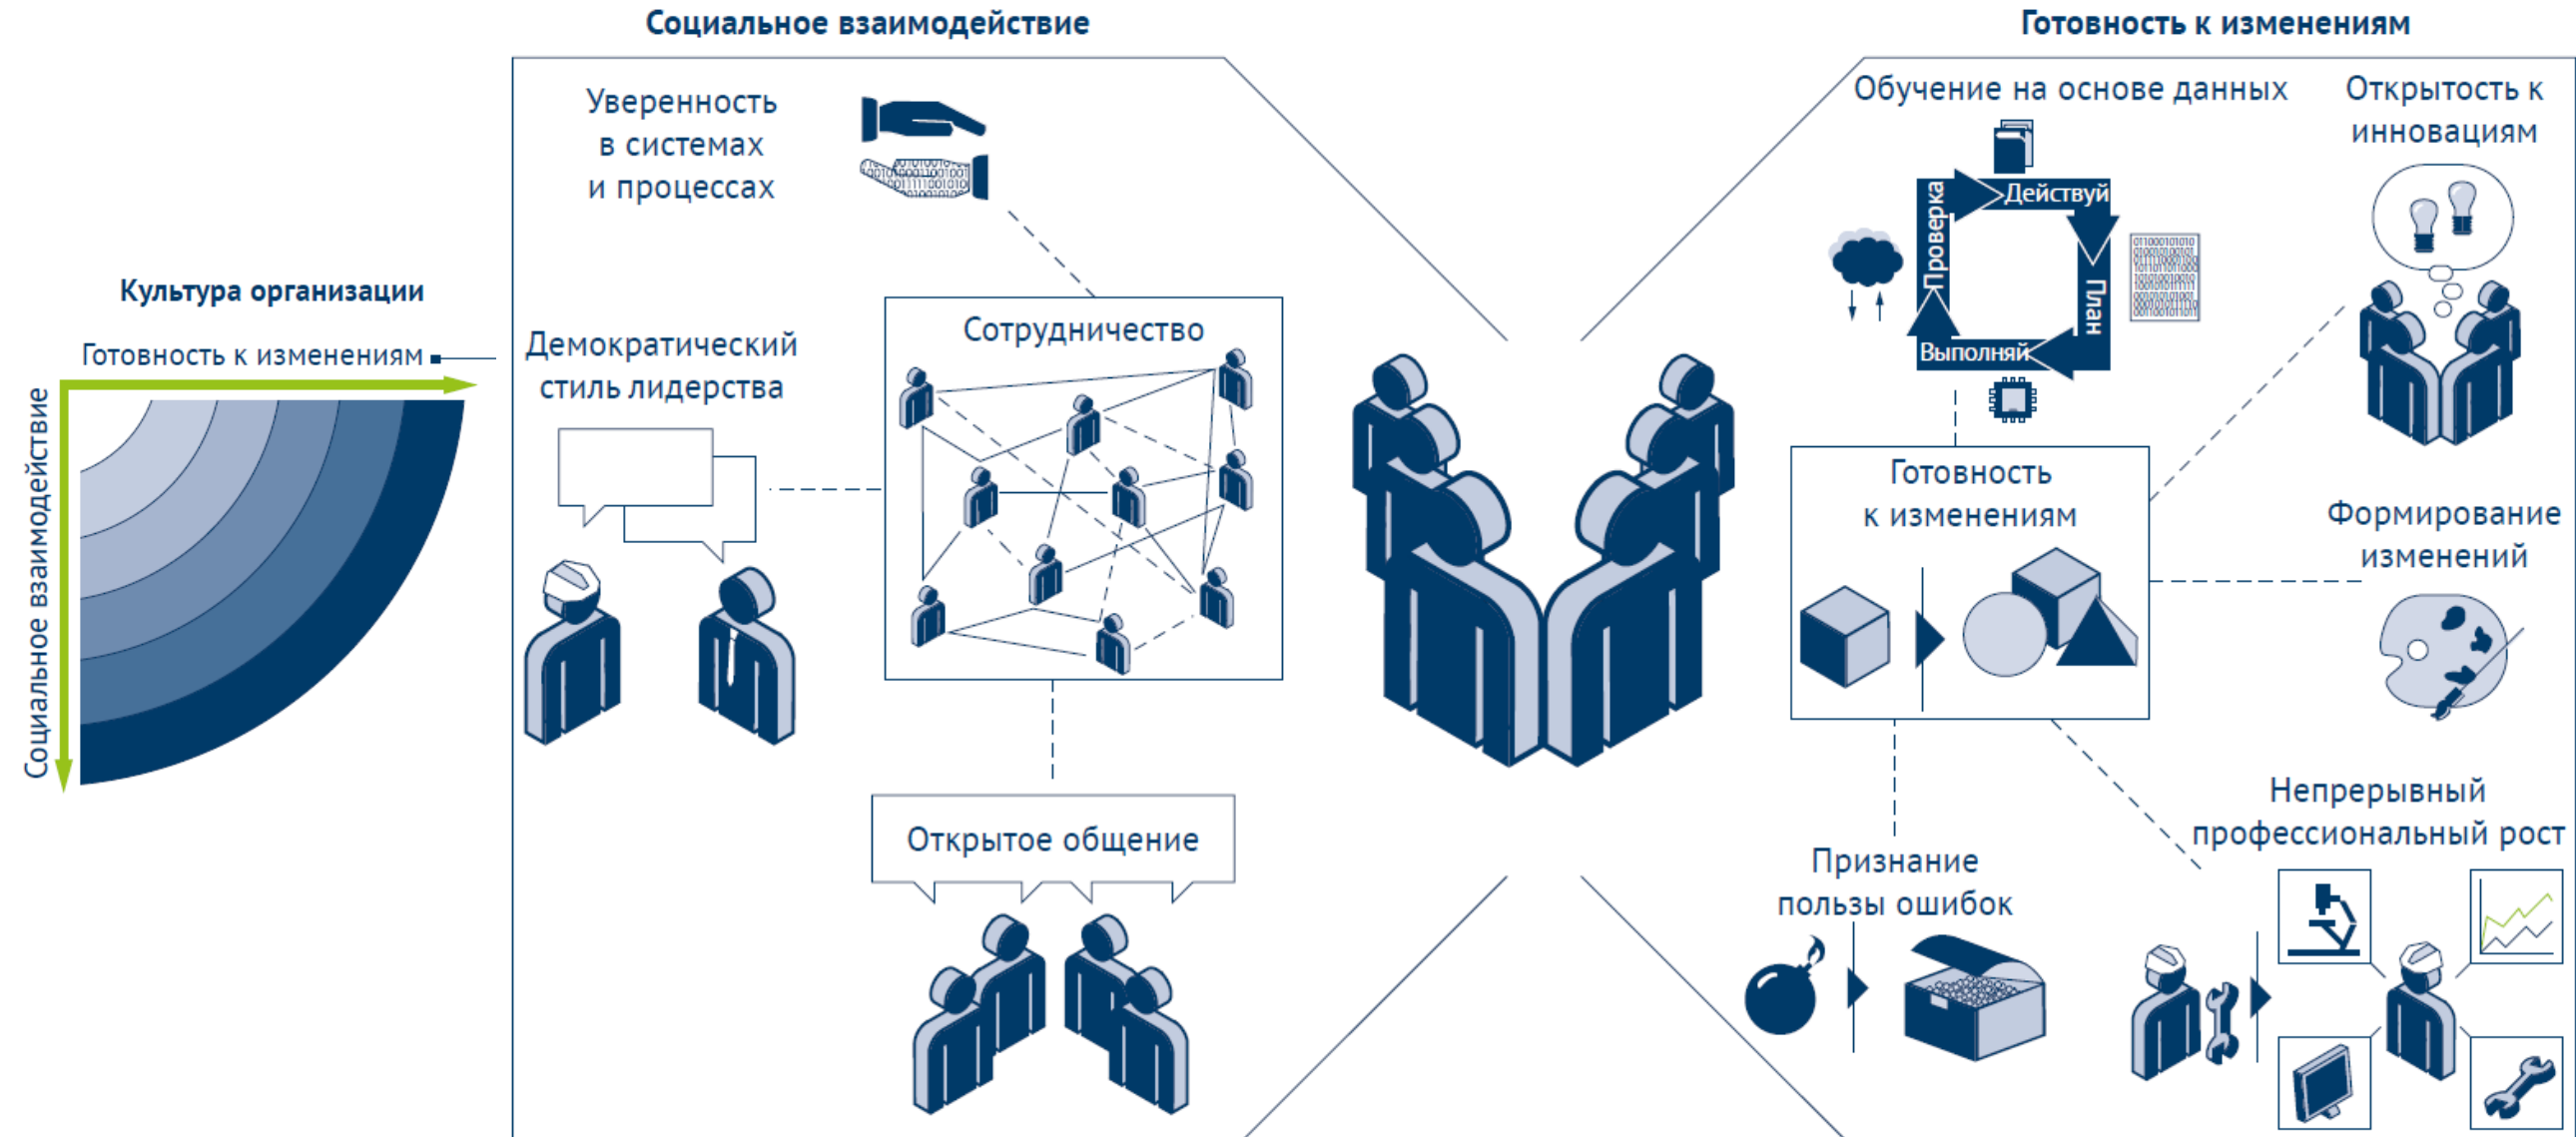 Социальное взаимодействие
Готовность к изменениям
Культура организации
Готовность к изменениям
Социальное взаимодействие
Уверенность
в системах
и процессах
Демократический
стиль лидерства
Сотрудничество
Открытое общение
Обучение на основе данных
Проверка
Действуй
План
Выполняй
Открытость к
инновациям
Готовность
к изменениям
Формирование
изменений
Признание
пользы ошибок
Непрерывный
профессиональный рост